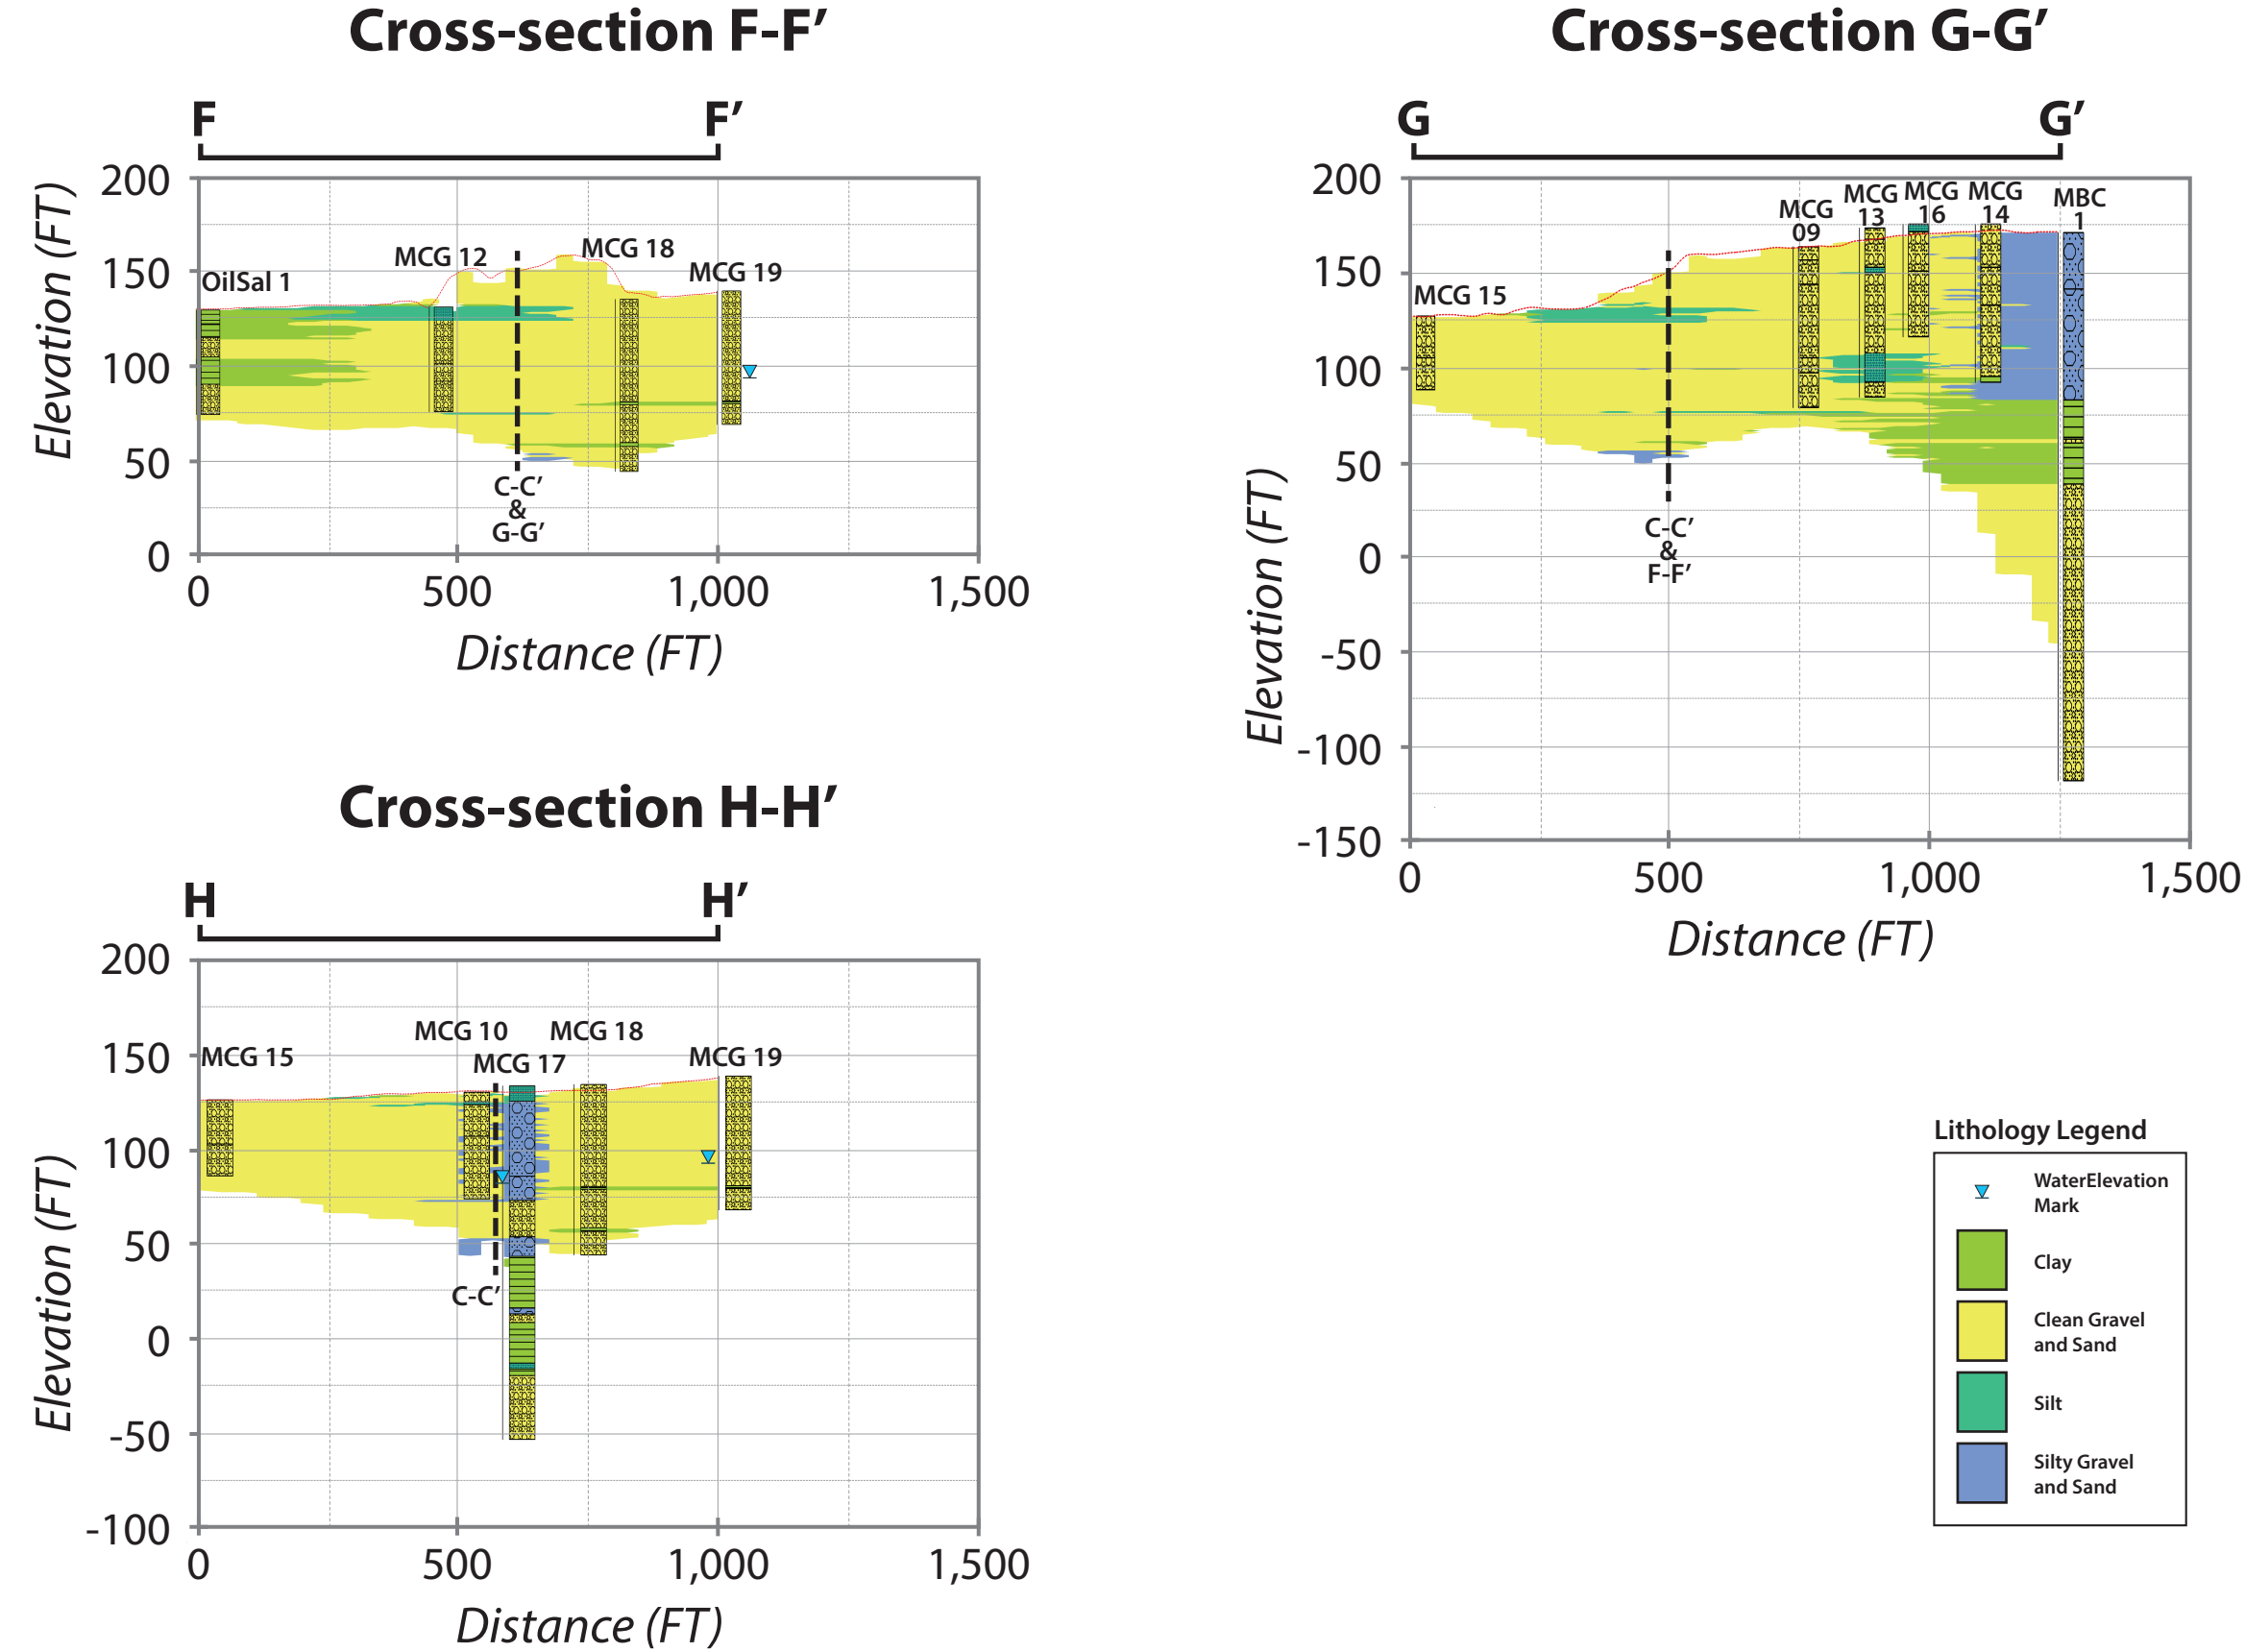 Cross-section F-F’
F F’
200
150
100
50
0
Elevation (FT)
OilSal 1
MCG 12
MCG 18
MCG 19
C-C’
&
G-G’
0 500 1,000 1,500
Distance (FT)
Cross-section G-G’
G G’
200
150
100
50
0
-50
-100
-150
Elevation (FT)
MCG 15
MCG
09
MCG
13
MCG
16
MCG
14
MBC
1
C-C’
&
F-F’
0 500 1,000 1,500
Distance (FT)
Cross-section H-H’
H H’
200
150
100
50
0
-50
-100
Elevation (FT)
MCG 15
MCG 10
MCG 17
MCG 18
MCG 19
C-C’
0 500 1,000 1,500
Distance (FT)
Lithology Legend
WaterElevation
Mark
Clay
Clean Gravel
and Sand
Silt
Silty Gravel
and Sand